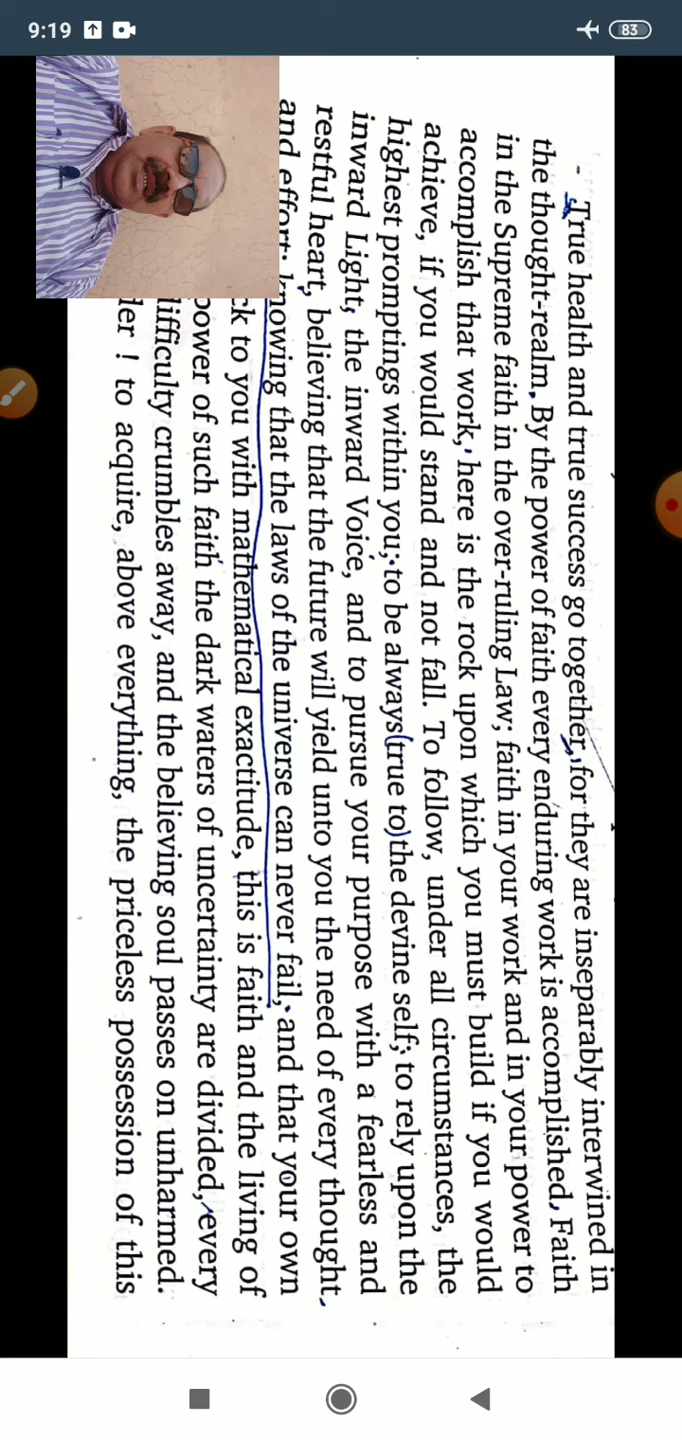 9:19
83
True health and true success go together, for they are inseparably interwined in
the thought-realm. By the power of faith every enduring work is accomplished, Faith
in the Supreme faith in the over-ruling Law; faith in your work and in your power to
accomplish that work, here is the rock upon which you must build if you would
achieve, if you would stand and not fall. To follow, under all circumstances, the
highest promptings within you; to be always (true to) the devine self; to rely upon the
inward Light, the inward Voice, and to pursue your purpose with a fearless and
restful heart, believing that the future will yield unto you the need of every thought,
and effort; knowing that the laws of the universe can never fail, and that your own
ck to you with mathematical exactitude, this is faith and the living of
power of such faith the dark waters of uncertainty are divided, every
difficulty crumbles away, and the believing soul passes on unharmed.
der ! to acquire, above everything, the priceless possession of this